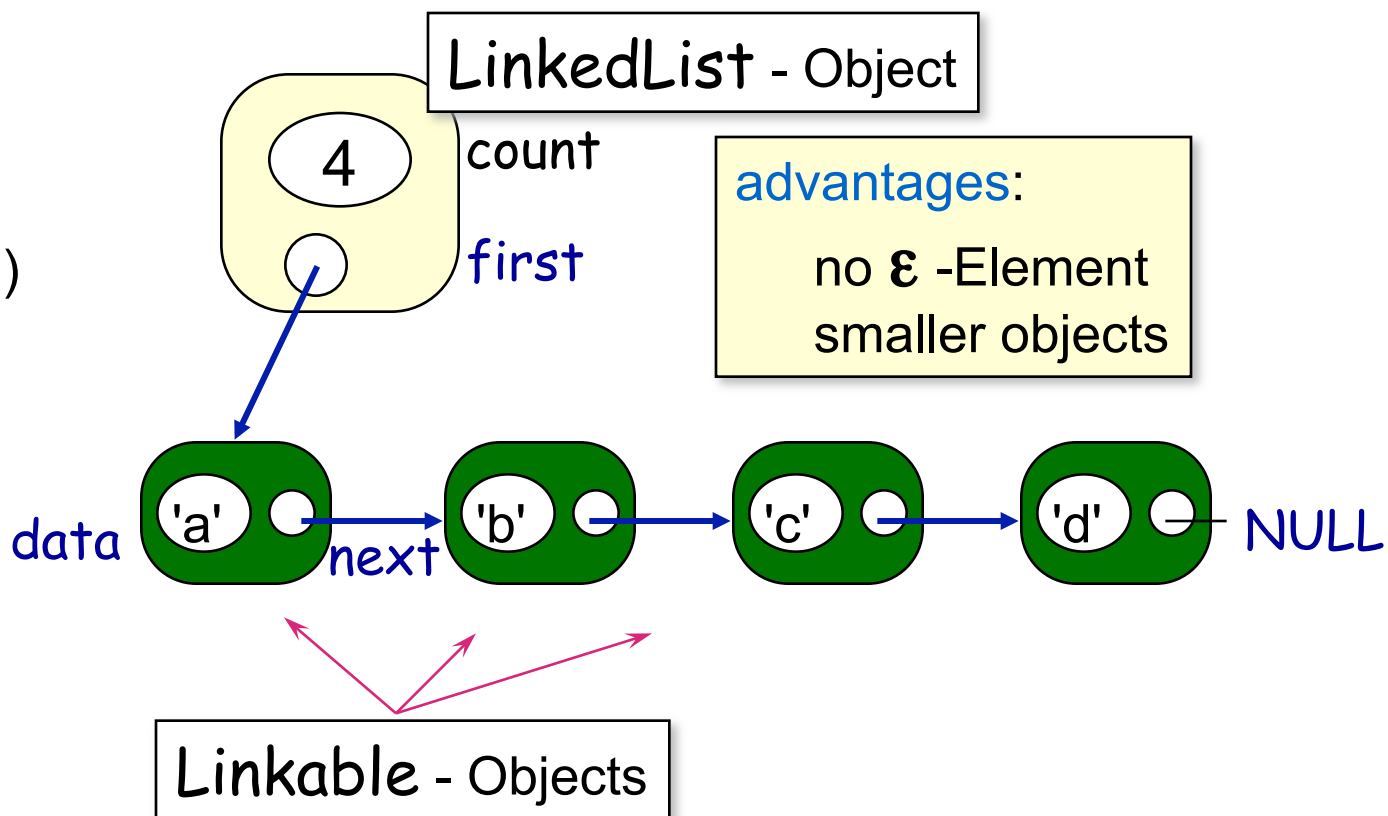 LinkedList - Object
4
count
advantages:
)
first
no ε -Element
smaller objects
data
'a'
next
'b'
'c'
'd'
NULL
Linkable - Objects